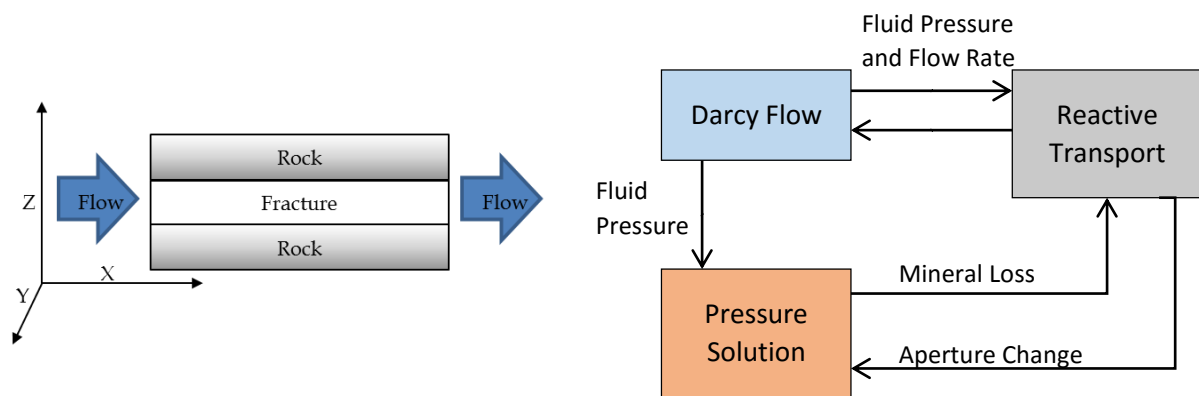 Z
Flow
Rock
Fracture
Rock
Flow
X
Y
Fluid Pressure
and Flow Rate
Darcy Flow
Reactive
Transport
Fluid
Pressure
Mineral Loss
Pressure
Solution
Aperture Change